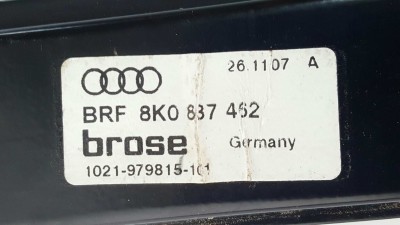 26.1107 A
BRF 8K0 837 462
brose Germany
1021-979815-101